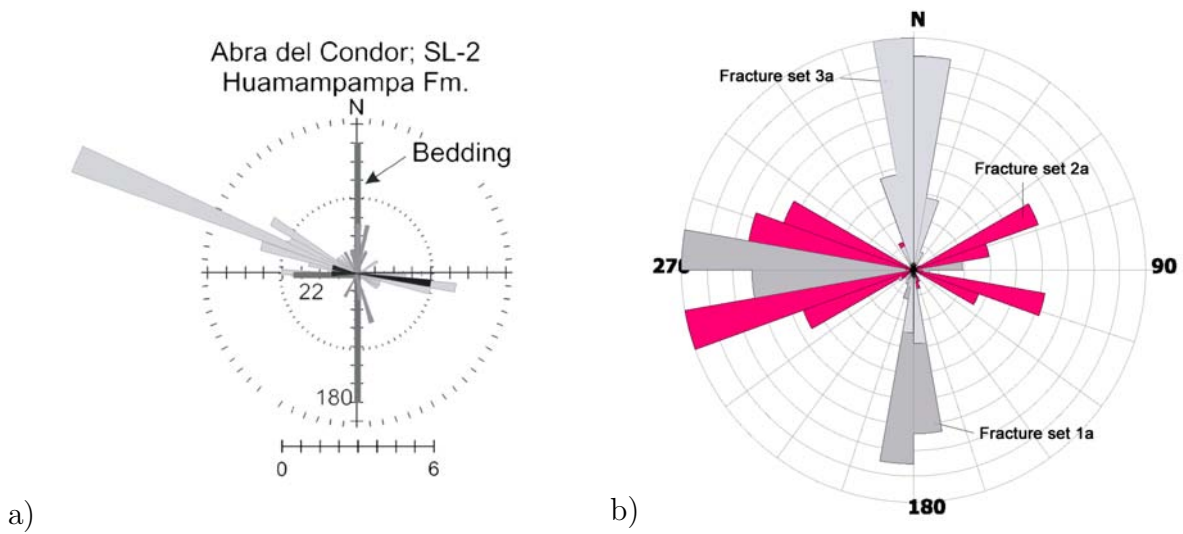 Abra del Condor; SL-2
Huamampampa Fm.
N
Bedding
22
180
0
6
a)
N
Fracture set 3a
Fracture set 2a
270
90
Fracture set 1a
180
b)